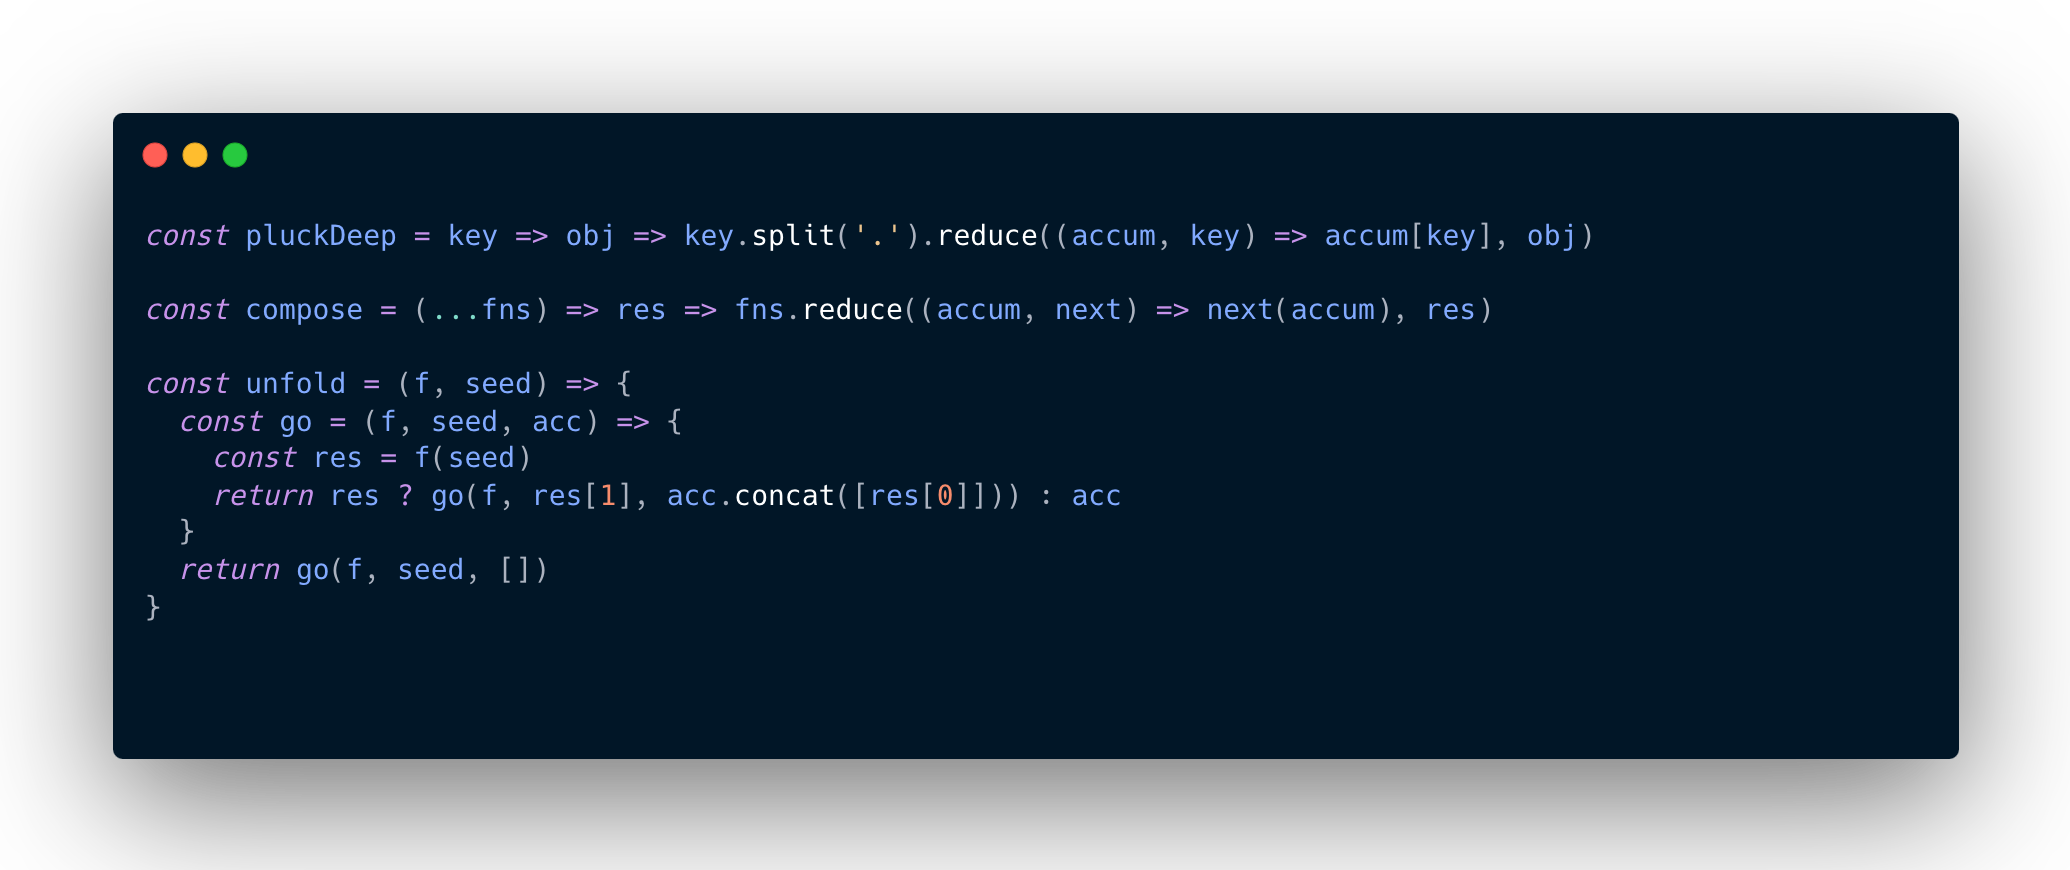 const pluckDeep = key => obj => key.split('.').reduce((accum, key) => accum[key], obj)
const compose = (...fns) => res => fns.reduce((accum, next) => next(accum), res)
const unfold = (f, seed) => {
  const go = (f, seed, acc) => {
    const res = f(seed)
    return res ? go(f, res[1], acc.concat([res[0]])) : acc
  }
  return go(f, seed, [])
}